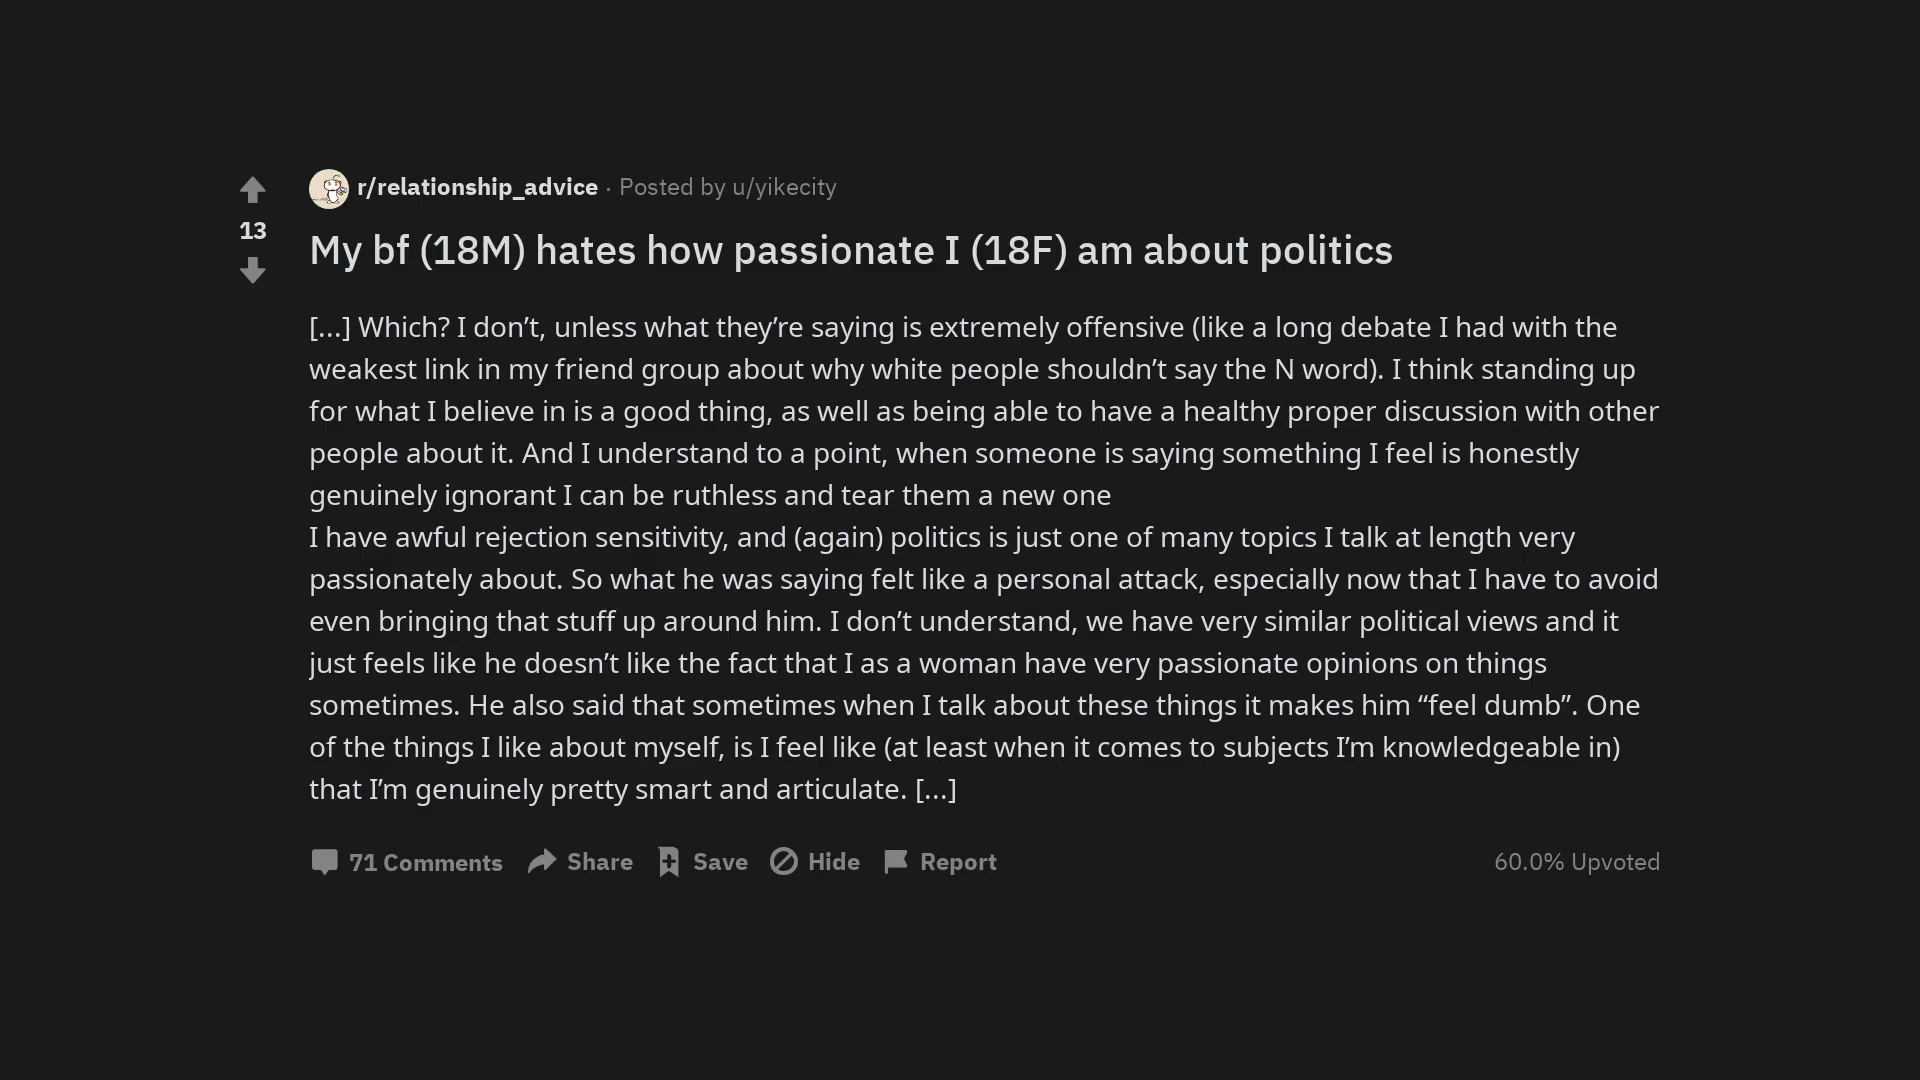 r/relationship_advice · Posted by u/yikecity
13
My bf (18M) hates how passionate I (18F) am about politics
[...] Which? I don’t, unless what they’re saying is extremely offensive (like a long debate I had with the
weakest link in my friend group about why white people shouldn’t say the N word). I think standing up
for what I believe in is a good thing, as well as being able to have a healthy proper discussion with other
people about it. And I understand to a point, when someone is saying something I feel is honestly
genuinely ignorant I can be ruthless and tear them a new one
I have awful rejection sensitivity, and (again) politics is just one of many topics I talk at length very
passionately about. So what he was saying felt like a personal attack, especially now that I have to avoid
even bringing that stuff up around him. I don’t understand, we have very similar political views and it
just feels like he doesn’t like the fact that I as a woman have very passionate opinions on things
sometimes. He also said that sometimes when I talk about these things it makes him “feel dumb”. One
of the things I like about myself, is I feel like (at least when it comes to subjects I’m knowledgeable in)
that I’m genuinely pretty smart and articulate. [...]
71 Comments Share Save Hide Report 60.0% Upvoted